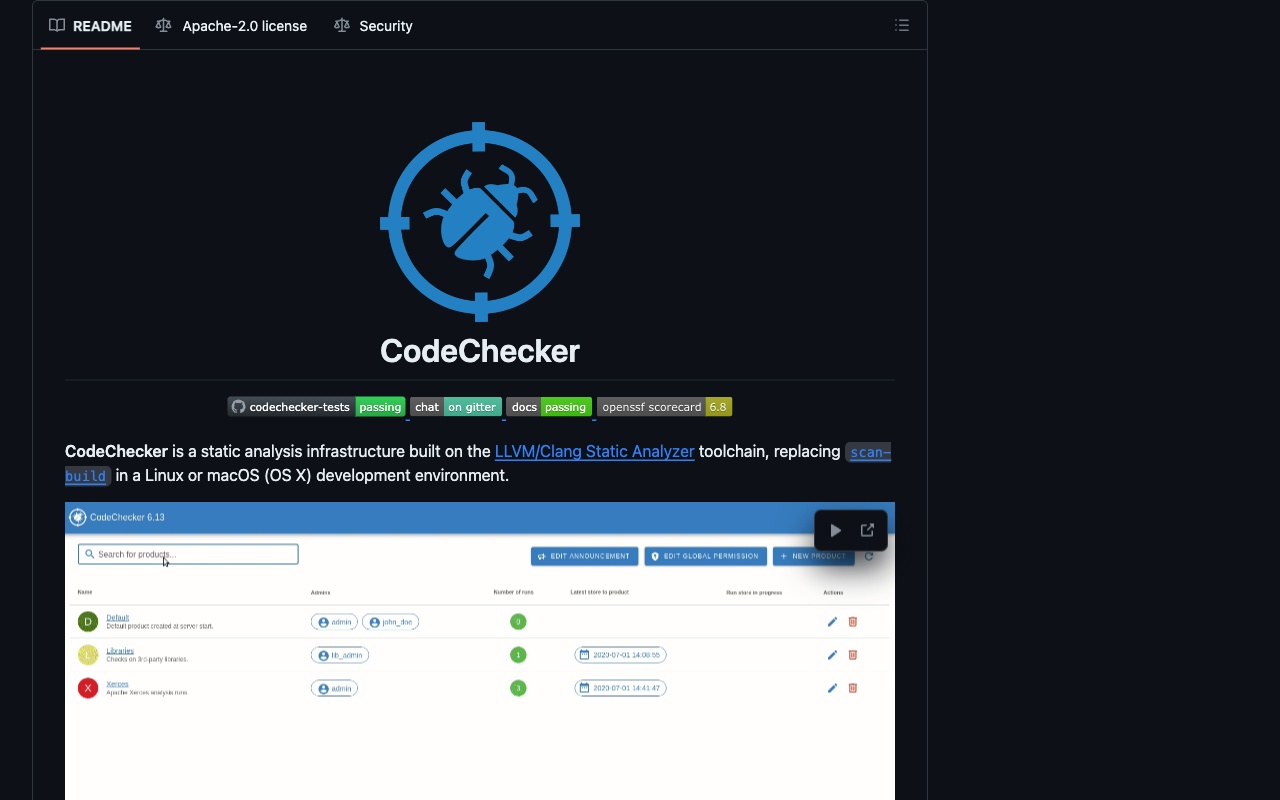 README Apache-2.0 license Security
CodeChecker
codechecker-tests passing chat on gitter docs passing openssf scorecard 6.8
CodeChecker is a static analysis infrastructure built on the LLVM/Clang Static Analyzer toolchain, replacing scan-
build in a Linux or macOS (OS X) development environment.
CodeChecker 6.13
Search for products...
EDIT ANNOUNCEMENT EDIT GLOBAL PERMISSION + NEW PRODUCT
Name Admins Number of runs Latest store to product Run store in progress Actions
D Default admin john_doe 0
Default product created at server start.
L Libraries lib_admin 1 2020-07-01 14:08:55
Checks on 3rd-party libraries.
X Xerces admin 3 2020-07-01 14:41:47
Apache Xerces analysis runs